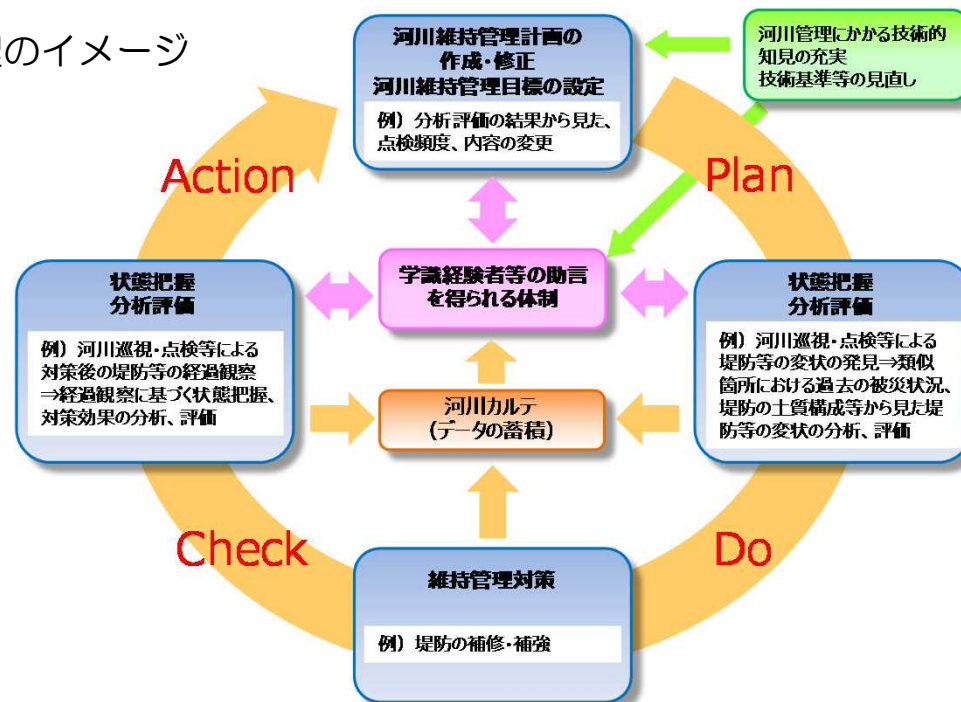 のイメージ
河川維持管理計画の
作成・修正
河川維持管理目標の設定
例）分析評価の結果から見た、
点検頻度、内容の変更
河川管理にかかる技術的
知見の充実
技術基準等の見直し
Action
Plan
学識経験者等の助言
を得られる体制
状態把握
分析評価
例）河川巡視・点検等による
対策後の堤防等の経過観察
⇒経過観察に基づく状態把握、
対策効果の分析、評価
状態把握
分析評価
例）河川巡視・点検等による
堤防等の変状の発見⇒類似
箇所における過去の被災状況、
堤防の土質構成等から見た堤
防等の変状の分析、評価
河川カルテ
(データの蓄積)
Check
Do
維持管理対策
例）堤防の補修・補強